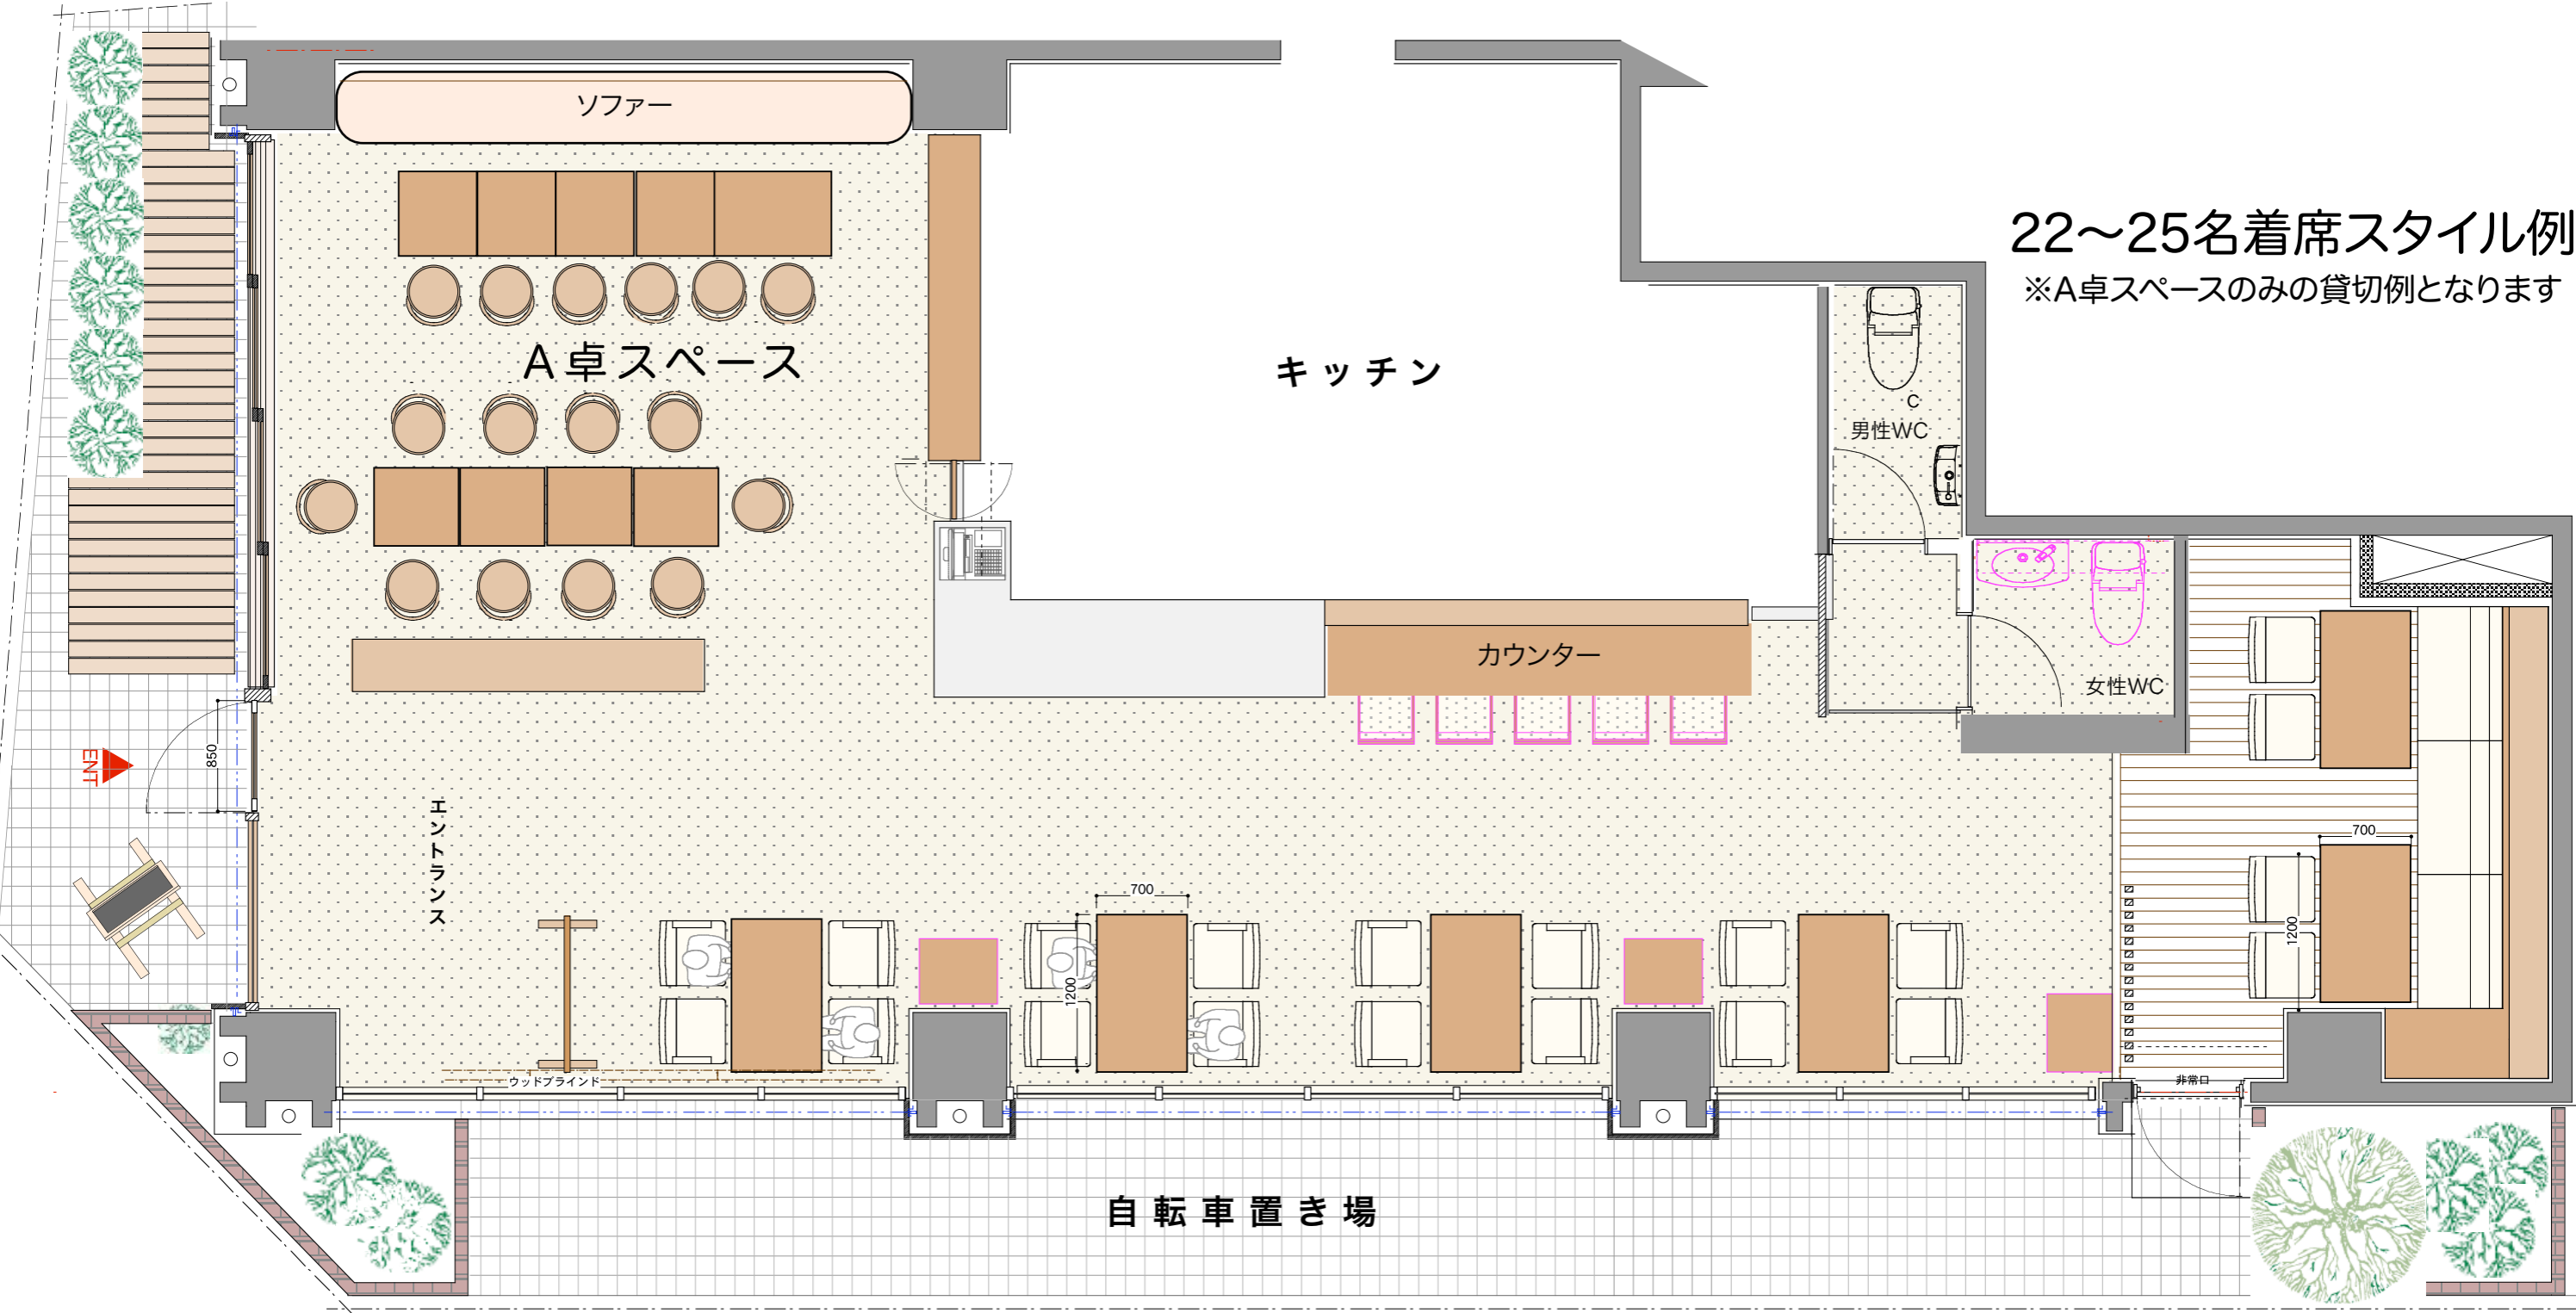 ソファー
22～25名着席スタイル例
※A卓スペースのみの貸切例となります
A卓スペース
キッチン
C
男性WC
カウンター
女性WC
ENT
850
エントランス
700
1200
700
1200
ウッドブラインド
非常口
自転車置き場